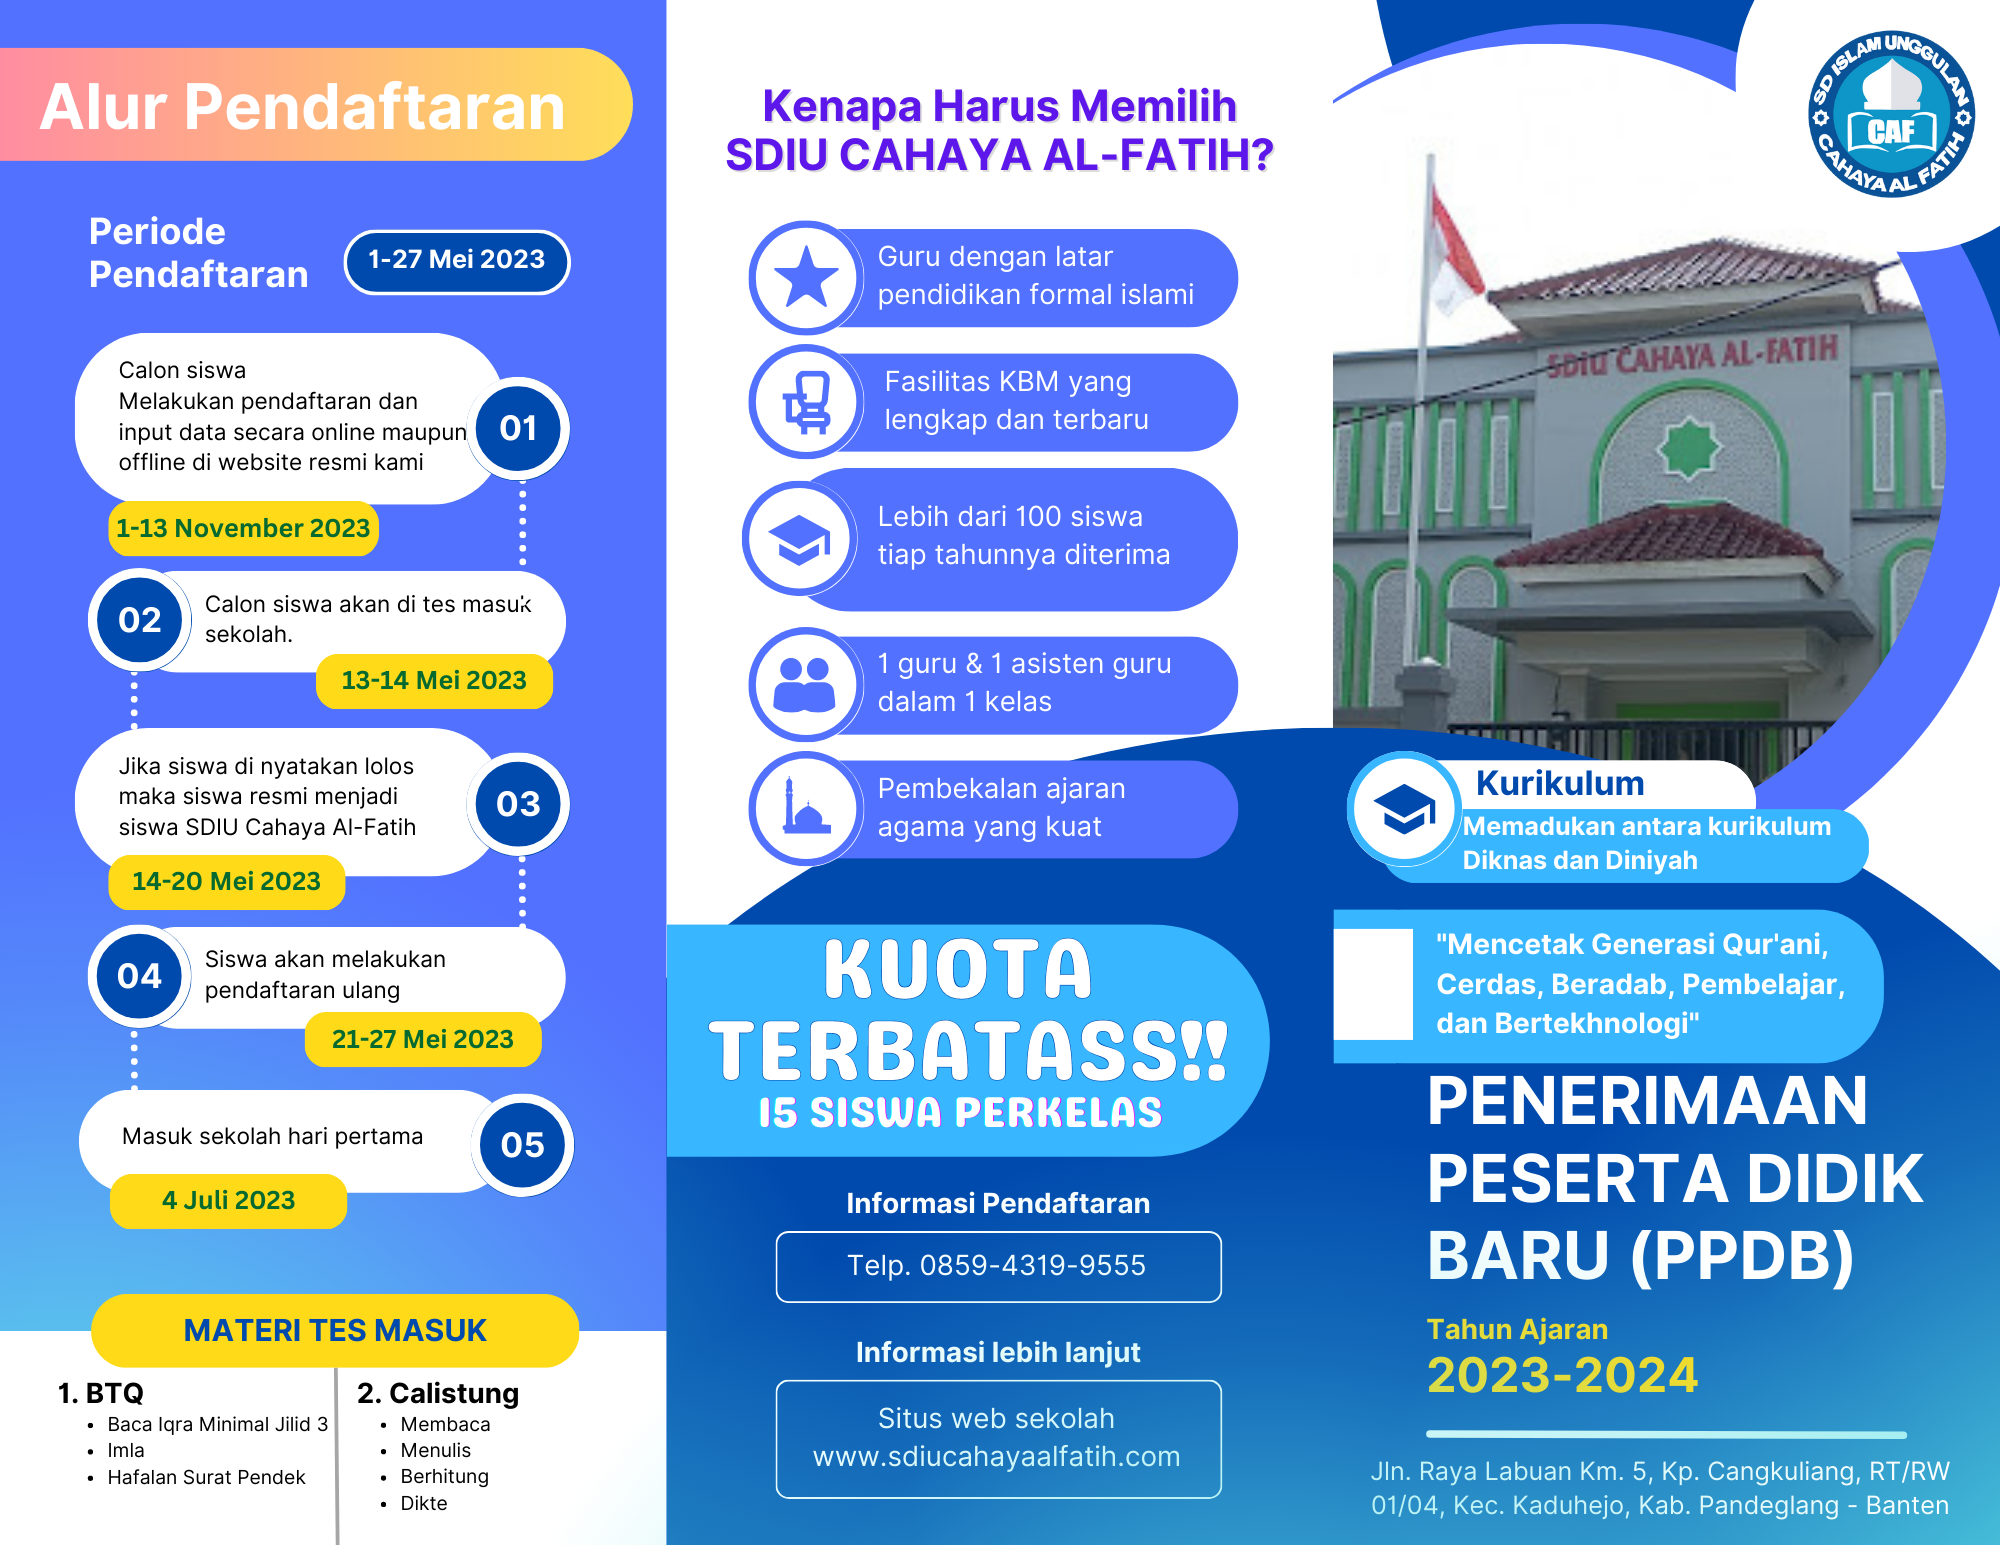 Alur Pendaftaran
Periode
Pendaftaran
1-27 Mei 2023
Calon siswa
Melakukan pendaftaran dan
input data secara online maupun
offline di website resmi kami
01
1-13 November 2023
02
Calon siswa akan di tes masuk
sekolah.
13-14 Mei 2023
Jika siswa di nyatakan lolos
maka siswa resmi menjadi
siswa SDIU Cahaya Al-Fatih
03
14-20 Mei 2023
04
Siswa akan melakukan
pendaftaran ulang
21-27 Mei 2023
Masuk sekolah hari pertama
05
4 Juli 2023
MATERI TES MASUK
1. BTQ
• Baca Iqra Minimal Jilid 3
• Imla
• Hafalan Surat Pendek
2. Calistung
• Membaca
• Menulis
• Berhitung
• Dikte
Kenapa Harus Memilih
SDIU CAHAYA AL-FATIH?
Guru dengan latar
pendidikan formal islami
Fasilitas KBM yang
lengkap dan terbaru
Lebih dari 100 siswa
tiap tahunnya diterima
1 guru & 1 asisten guru
dalam 1 kelas
Pembekalan ajaran
agama yang kuat
KUOTA
TERBATASS!!
15 SISWA PERKELAS
Informasi Pendaftaran
Telp. 0859-4319-9555
Informasi lebih lanjut
Situs web sekolah
www.sdiucahayaalfatih.com
SD ISLAM UNGGULAN
CAF
CAHAYA AL FATIH
SDIU CAHAYA AL-FATIH
Kurikulum
Memadukan antara kurikulum
Diknas dan Diniyah
"Mencetak Generasi Qur'ani,
Cerdas, Beradab, Pembelajar,
dan Bertekhnologi"
PENERIMAAN
PESERTA DIDIK
BARU (PPDB)
Tahun Ajaran
2023-2024
Jln. Raya Labuan Km. 5, Kp. Cangkuliang, RT/RW
01/04, Kec. Kaduhejo, Kab. Pandeglang - Banten